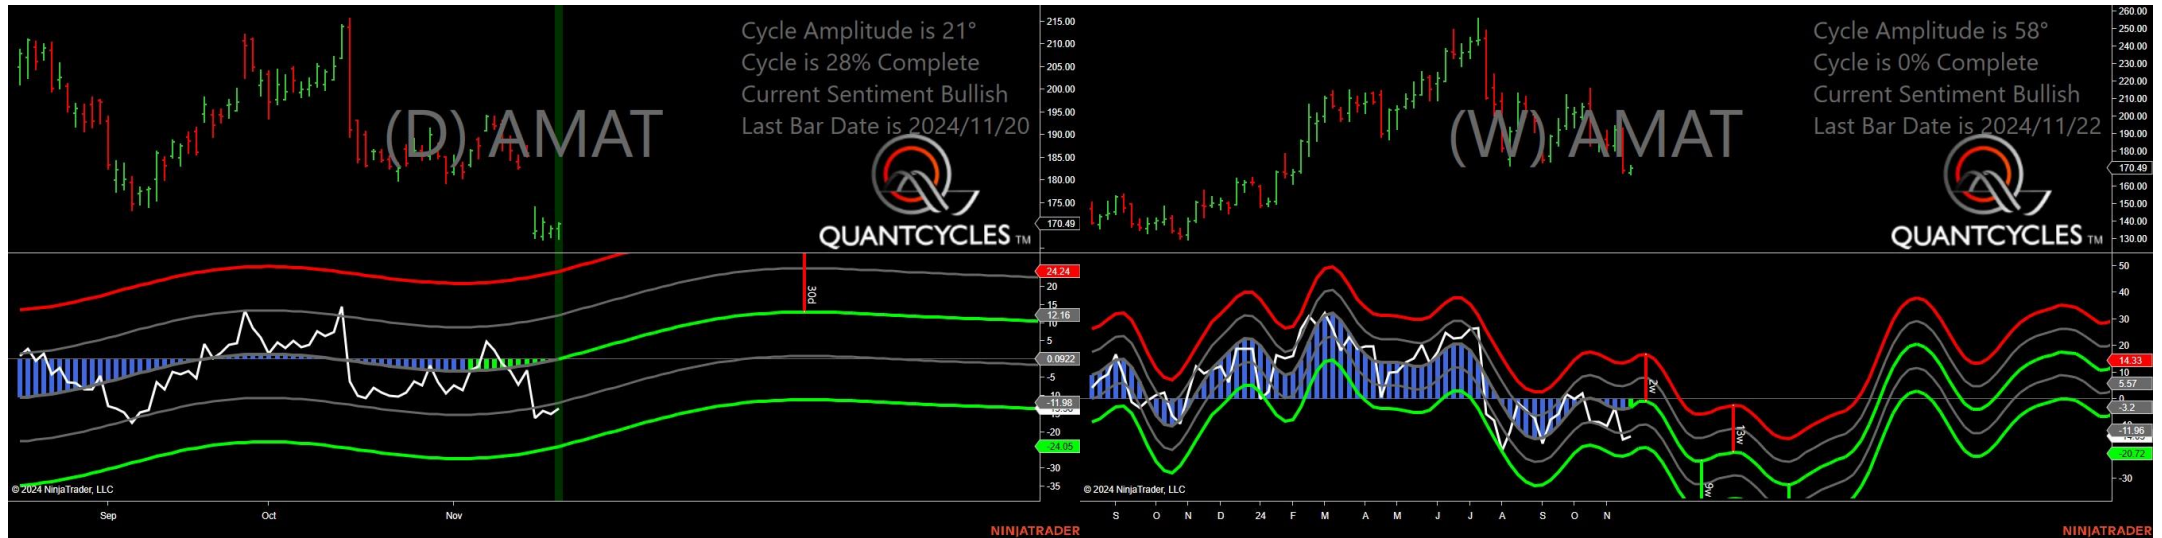 Cycle Amplitude is 21°
Cycle is 28% Complete
Current Sentiment Bullish
Last Bar Date is 2024/11/20
(D) AMAT
QUANTCYCLES TM
215.00
210.00
205.00
200.00
195.00
190.00
185.00
180.00
175.00
170.49
24.24
20
15
12.16
10
5
0.0922
-5
-10
-11.98
-20
-24.05
-30
-35
30d
© 2024 NinjaTrader, LLC
Sep Oct Nov
NINJATRADER
Cycle Amplitude is 58°
Cycle is 0% Complete
Current Sentiment Bullish
Last Bar Date is 2024/11/22
(W) AMAT
QUANTCYCLES TM
260.00
250.00
240.00
230.00
220.00
210.00
200.00
190.00
180.00
170.49
160.00
150.00
140.00
130.00
50
40
30
20
14.33
10
5.57
0
-3.2
-11.96
-20.72
-30
2w
13w
9w
© 2024 NinjaTrader, LLC
S O N D 24 F M A M J J A S O N
NINJATRADER